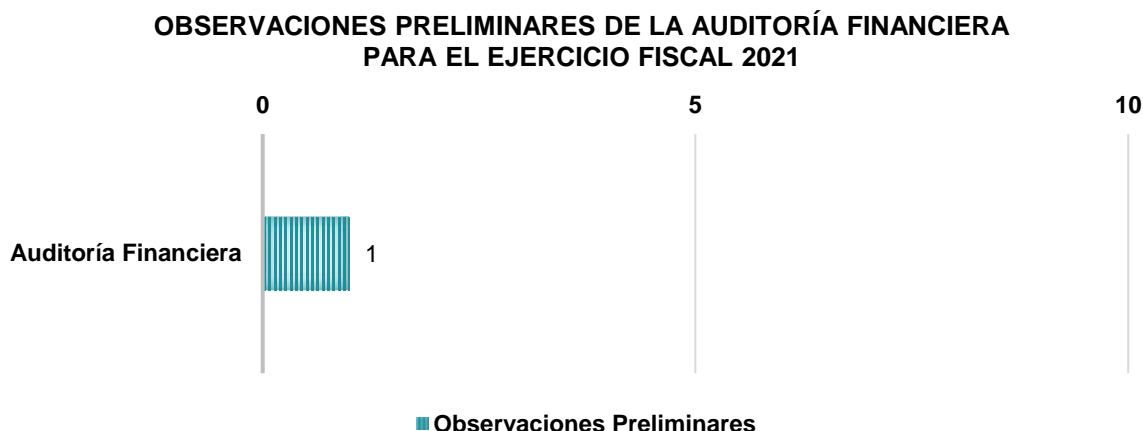 OBSERVACIONES PRELIMINARES DE LA AUDITORÍA FINANCIERA
PARA EL EJERCICIO FISCAL 2021
0 5 10
Auditoría Financiera 1
Observaciones Preliminares